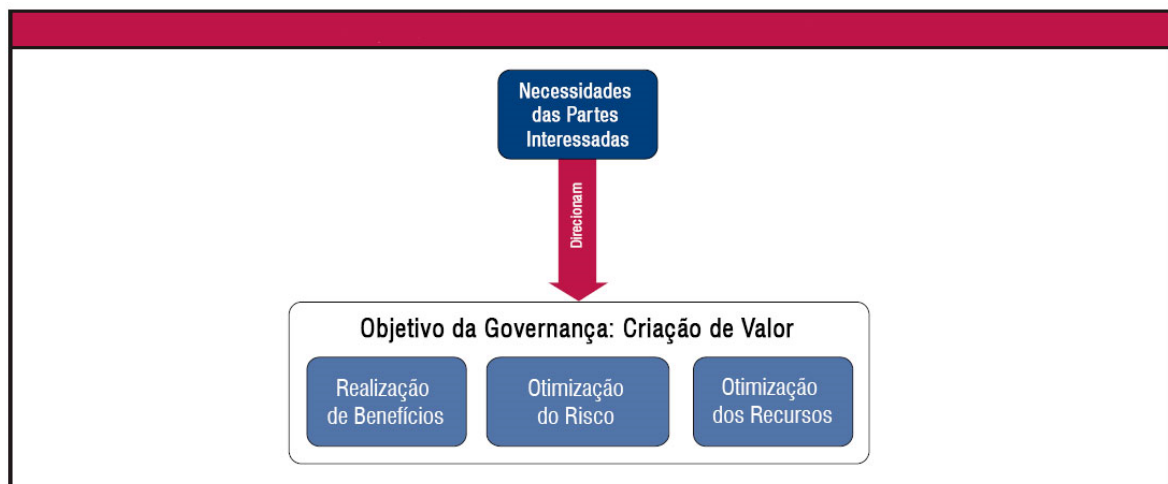 Necessidades
das Partes
Interessadas
Direcionam
Objetivo da Governança: Criação de Valor
Realização
de Benefícios
Otimização
do Risco
Otimização
dos Recursos